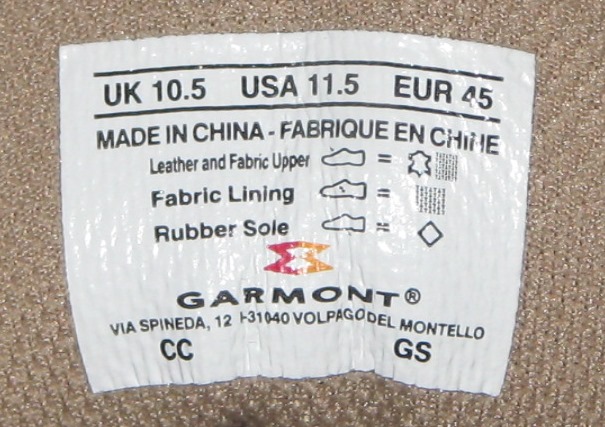 UK 10.5 USA 11.5 EUR 45
MADE IN CHINA - FABRIQUE EN CHINE
Leather and Fabric Upper =
Fabric Lining =
Rubber Sole =
GARMONT®
VIA SPINEDA, 12 I-31040 VOLPAGO DEL MONTELLO
CC GS